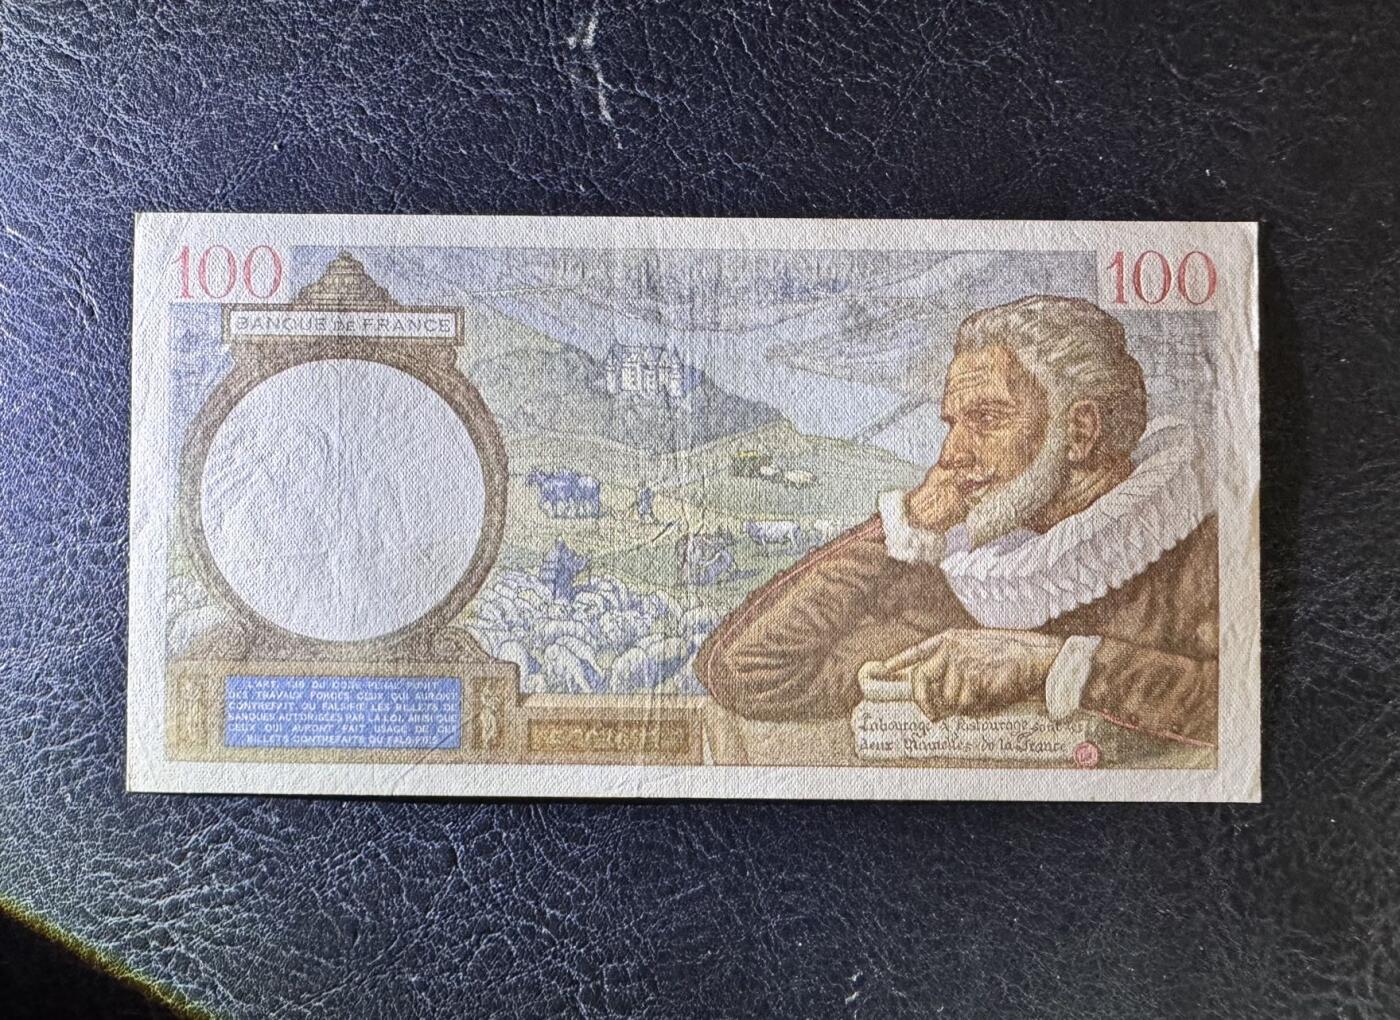 100
100
BANQUE DE FRANCE
L'ART. 139 DU CODE PENAL
DES TRAVAUX FORCÉS CEUX QUI AURONT
CONTREFAIT OU FALSIFIÉ LES BILLETS DE
BANQUES AUTORISÉES PAR LA LOI, AINSI QUE
CEUX QUI AURONT FAIT USAGE DE CES
BILLETS CONTREFAITS OU FALSIFIÉS
Labourage & Pastourage sont les
deux Mamelles de la France